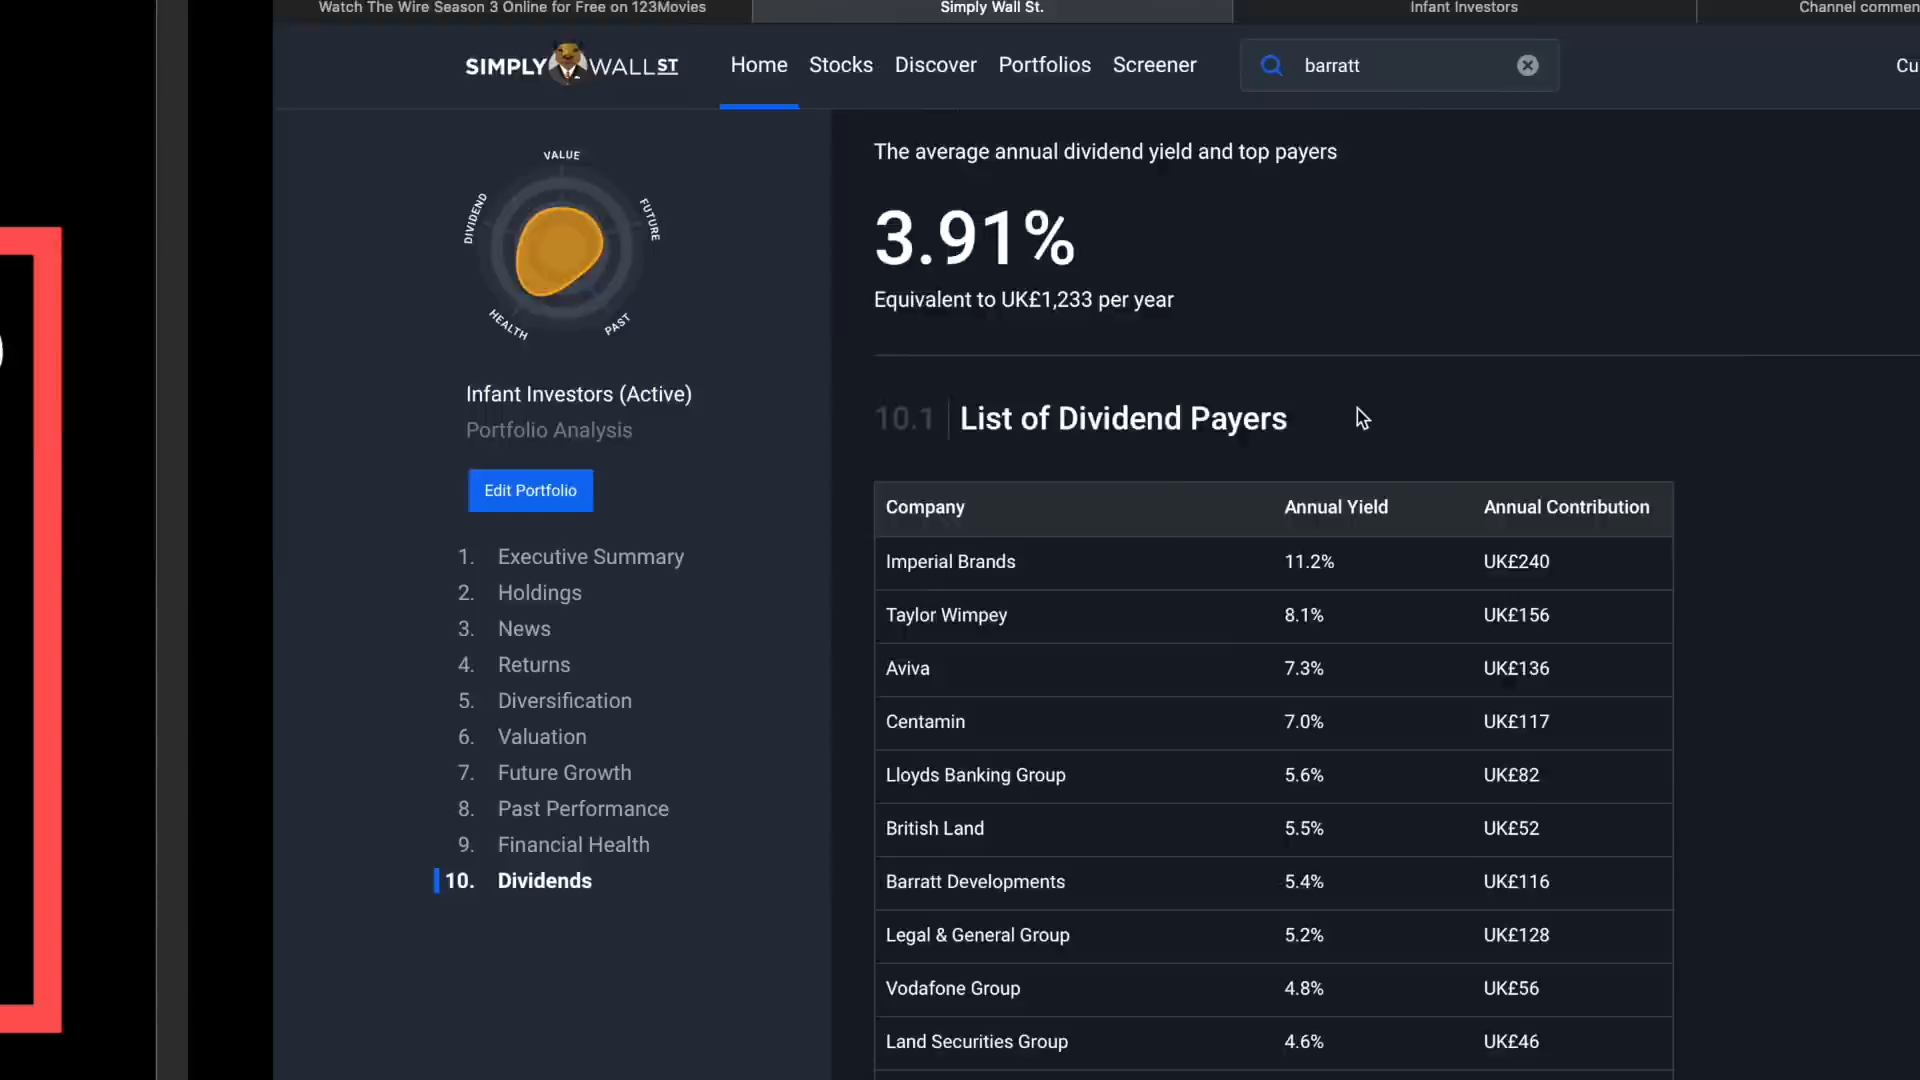 Watch The Wire Season 3 Online for Free on 123Movies
Simply Wall St.
Infant Investors
Channel commen
SIMPLY WALL ST
Home Stocks Discover Portfolios Screener
barratt
Cu
VALUE
FUTURE
PAST
HEALTH
DIVIDEND
Infant Investors (Active)
Portfolio Analysis
Edit Portfolio
1. Executive Summary
2. Holdings
3. News
4. Returns
5. Diversification
6. Valuation
7. Future Growth
8. Past Performance
9. Financial Health
10. Dividends
The average annual dividend yield and top payers
3.91%
Equivalent to UK£1,233 per year
10.1 List of Dividend Payers
Company Annual Yield Annual Contribution
Imperial Brands 11.2% UK£240
Taylor Wimpey 8.1% UK£156
Aviva 7.3% UK£136
Centamin 7.0% UK£117
Lloyds Banking Group 5.6% UK£82
British Land 5.5% UK£52
Barratt Developments 5.4% UK£116
Legal & General Group 5.2% UK£128
Vodafone Group 4.8% UK£56
Land Securities Group 4.6% UK£46